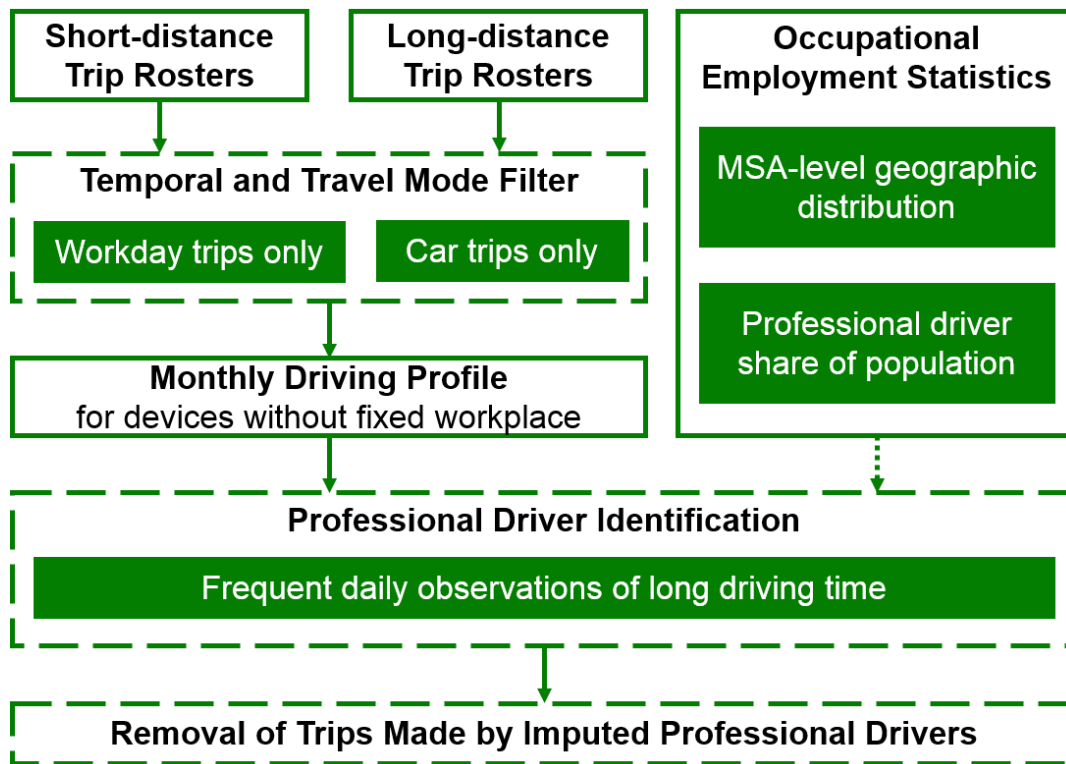 Short-distance
Trip Rosters
Long-distance
Trip Rosters
Occupational
Employment Statistics
MSA-level geographic
distribution
Professional driver
share of population
Temporal and Travel Mode Filter
Workday trips only
Car trips only
Monthly Driving Profile
for devices without fixed workplace
Professional Driver Identification
Frequent daily observations of long driving time
Removal of Trips Made by Imputed Professional Drivers